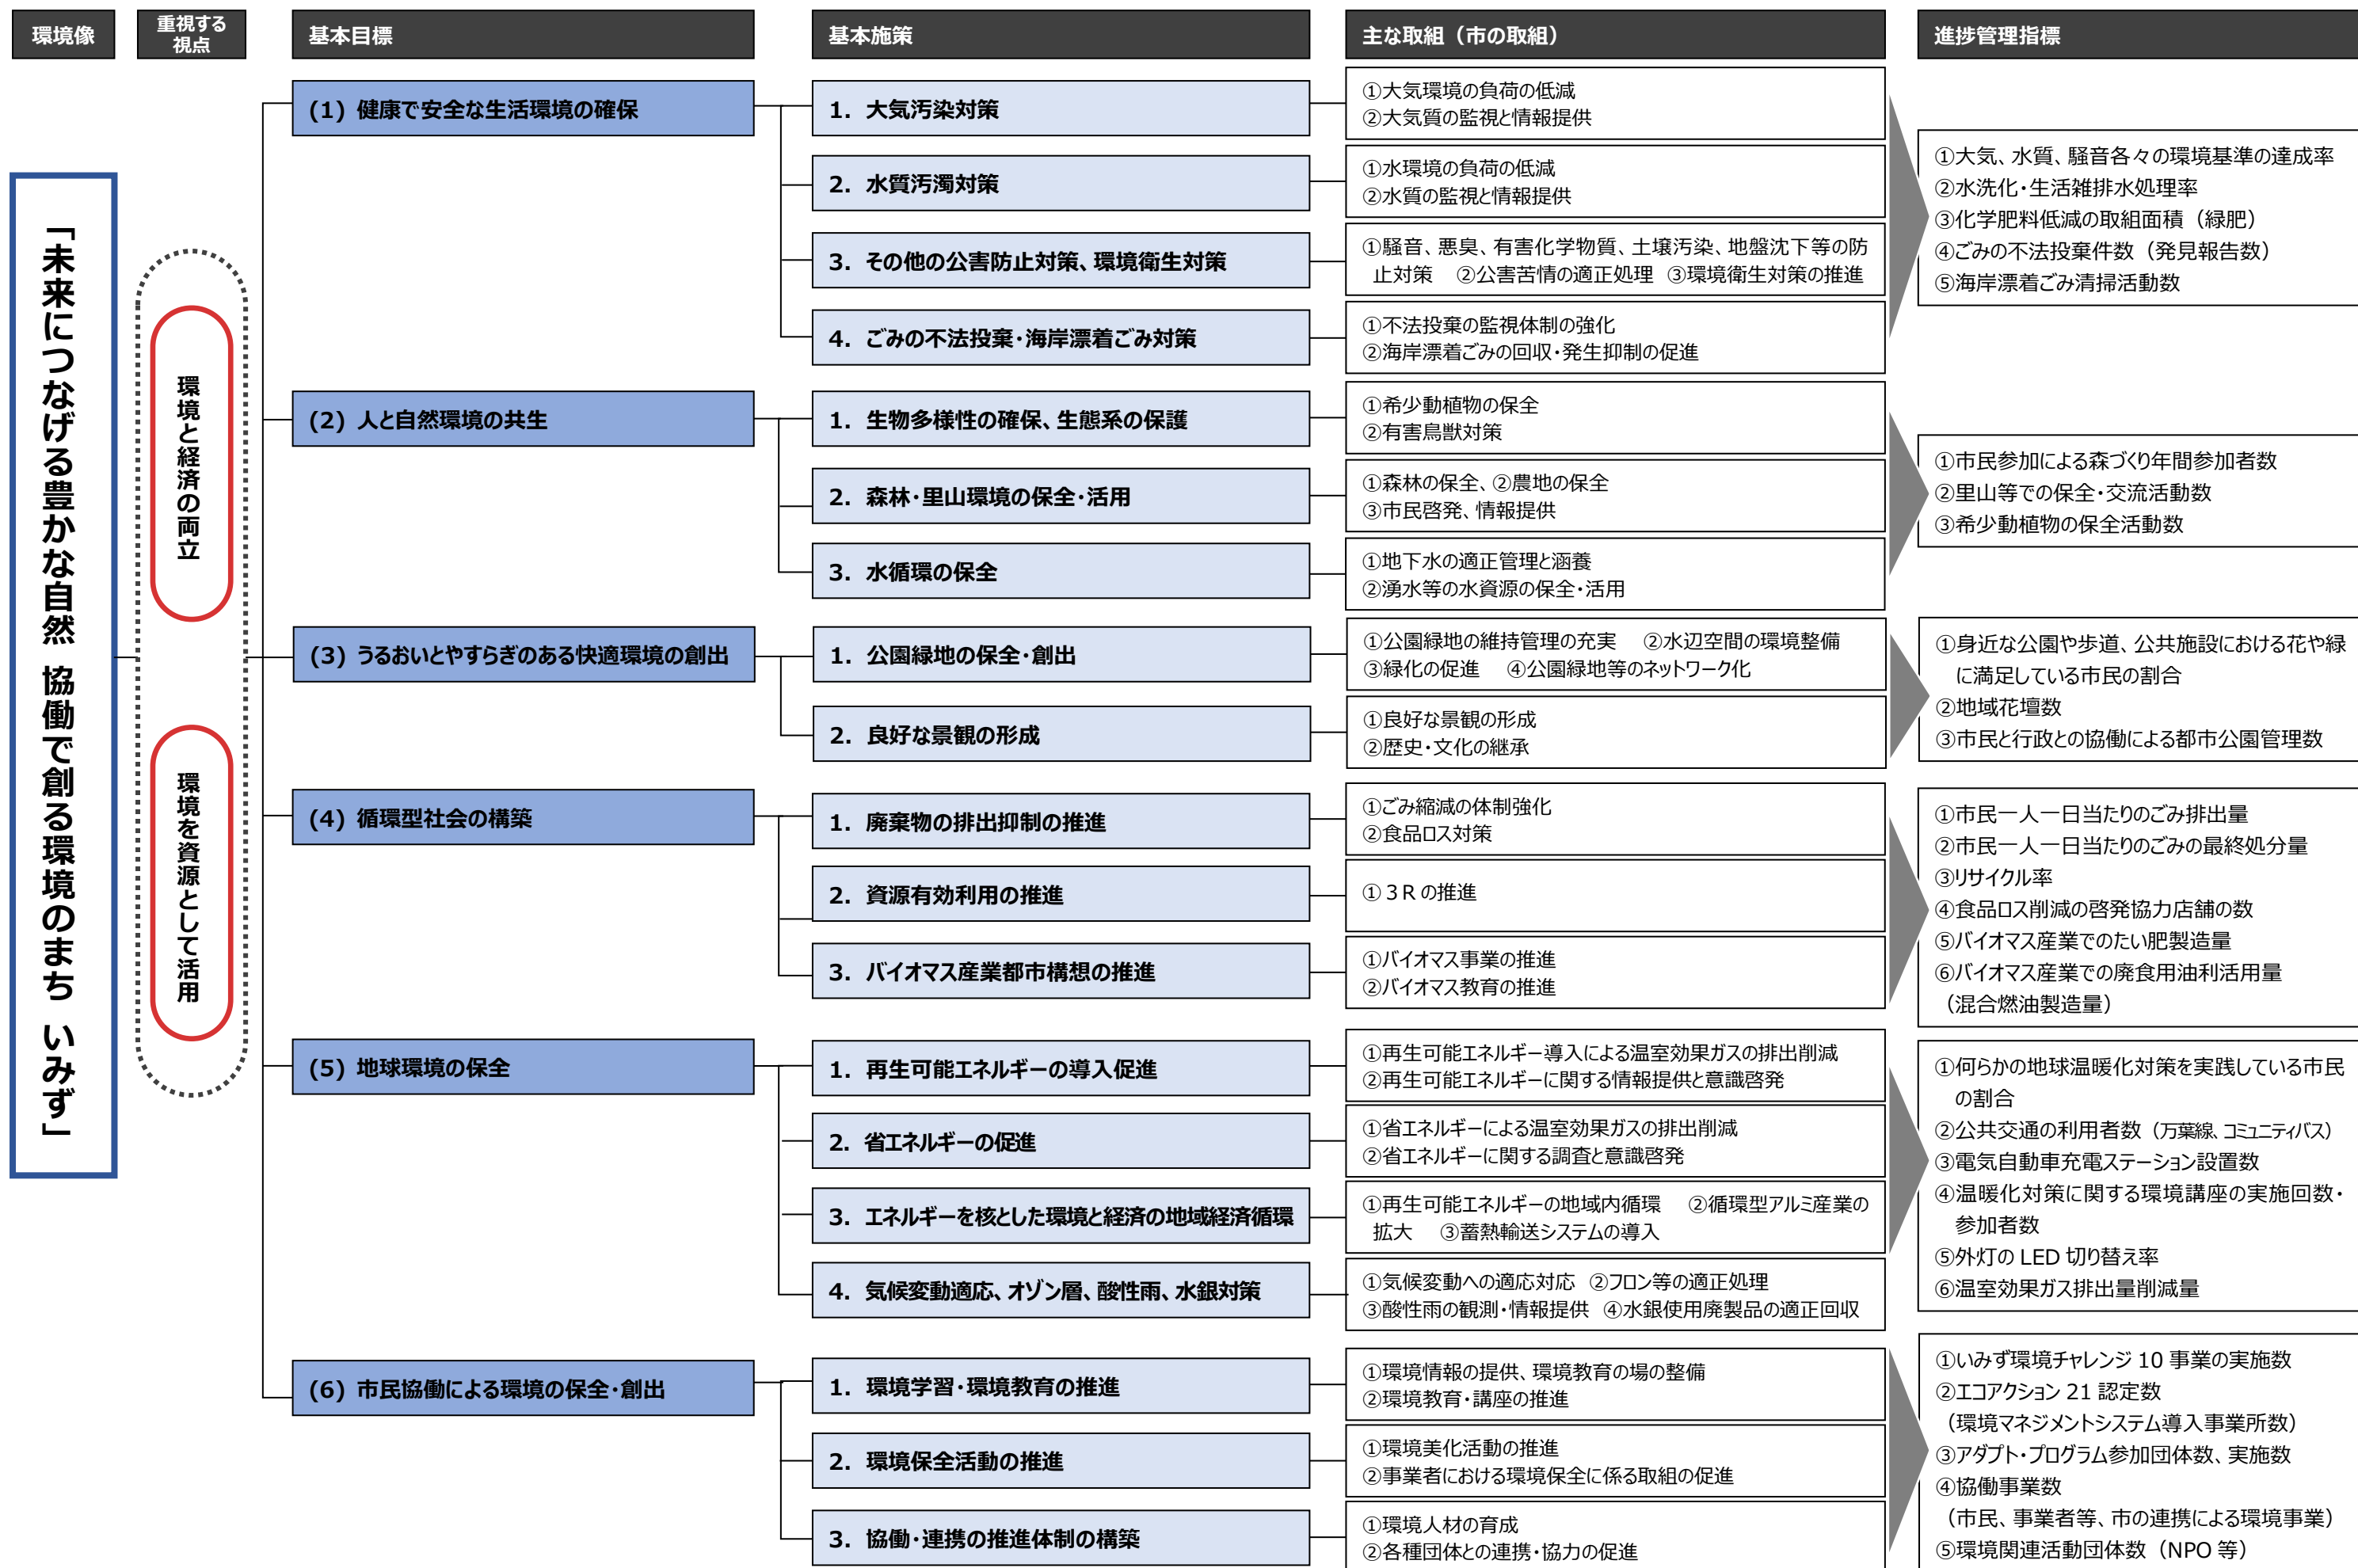 環境像
重視する
視点
基本目標
基本施策
主な取組（市の取組）
進捗管理指標
「未来につなげる豊かな自然 協働で創る環境のまち いみず」
環境と経済の両立
環境を資源として活用
(1) 健康で安全な生活環境の確保
1. 大気汚染対策
①大気環境の負荷の低減
②大気質の監視と情報提供
2. 水質汚濁対策
①水環境の負荷の低減
②水質の監視と情報提供
3. その他の公害防止対策、環境衛生対策
①騒音、悪臭、有害化学物質、土壌汚染、地盤沈下等の防
止対策 ②公害苦情の適正処理 ③環境衛生対策の推進
4. ごみの不法投棄・海岸漂着ごみ対策
①不法投棄の監視体制の強化
②海岸漂着ごみの回収・発生抑制の促進
①大気、水質、騒音各々の環境基準の達成率
②水洗化・生活雑排水処理率
③化学肥料低減の取組面積（緑肥）
④ごみの不法投棄件数（発見報告数）
⑤海岸漂着ごみ清掃活動数
(2) 人と自然環境の共生
1. 生物多様性の確保、生態系の保護
①希少動植物の保全
②有害鳥獣対策
2. 森林・里山環境の保全・活用
①森林の保全、②農地の保全
③市民啓発、情報提供
3. 水循環の保全
①地下水の適正管理と涵養
②湧水等の水資源の保全・活用
①市民参加による森づくり年間参加者数
②里山等での保全・交流活動数
③希少動植物の保全活動数
(3) うるおいとやすらぎのある快適環境の創出
1. 公園緑地の保全・創出
①公園緑地の維持管理の充実 ②水辺空間の環境整備
③緑化の促進 ④公園緑地等のネットワーク化
2. 良好な景観の形成
①良好な景観の形成
②歴史・文化の継承
①身近な公園や歩道、公共施設における花や緑
に満足している市民の割合
②地域花壇数
③市民と行政との協働による都市公園管理数
(4) 循環型社会の構築
1. 廃棄物の排出抑制の推進
①ごみ縮減の体制強化
②食品ロス対策
2. 資源有効利用の推進
①３Ｒの推進
3. バイオマス産業都市構想の推進
①バイオマス事業の推進
②バイオマス教育の推進
①市民一人一日当たりのごみ排出量
②市民一人一日当たりのごみの最終処分量
③リサイクル率
④食品ロス削減の啓発協力店舗の数
⑤バイオマス産業でのたい肥製造量
⑥バイオマス産業での廃食用油利活用量
（混合燃油製造量）
(5) 地球環境の保全
1. 再生可能エネルギーの導入促進
①再生可能エネルギー導入による温室効果ガスの排出削減
②再生可能エネルギーに関する情報提供と意識啓発
2. 省エネルギーの促進
①省エネルギーによる温室効果ガスの排出削減
②省エネルギーに関する調査と意識啓発
3. エネルギーを核とした環境と経済の地域経済循環
①再生可能エネルギーの地域内循環 ②循環型アルミ産業の
拡大 ③蓄熱輸送システムの導入
4. 気候変動適応、オゾン層、酸性雨、水銀対策
①気候変動への適応対応 ②フロン等の適正処理
③酸性雨の観測・情報提供 ④水銀使用廃製品の適正回収
①何らかの地球温暖化対策を実践している市民
の割合
②公共交通の利用者数（万葉線、コミュニティバス）
③電気自動車充電ステーション設置数
④温暖化対策に関する環境講座の実施回数・
参加者数
⑤外灯の LED 切り替え率
⑥温室効果ガス排出量削減量
(6) 市民協働による環境の保全・創出
1. 環境学習・環境教育の推進
①環境情報の提供、環境教育の場の整備
②環境教育・講座の推進
2. 環境保全活動の推進
①環境美化活動の推進
②事業者における環境保全に係る取組の促進
3. 協働・連携の推進体制の構築
①環境人材の育成
②各種団体との連携・協力の促進
①いみず環境チャレンジ 10 事業の実施数
②エコアクション 21 認定数
（環境マネジメントシステム導入事業所数）
③アダプト・プログラム参加団体数、実施数
④協働事業数
（市民、事業者等、市の連携による環境事業）
⑤環境関連活動団体数（NPO 等）